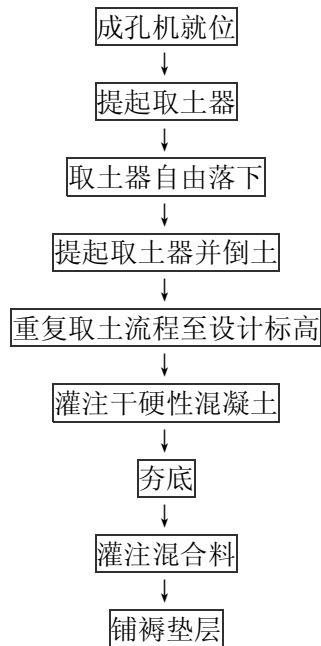 成孔机就位
提起取土器
取土器自由落下
提起取土器并倒土
重复取土流程至设计标高
灌注干硬性混凝土
夯底
灌注混合料
铺褥垫层